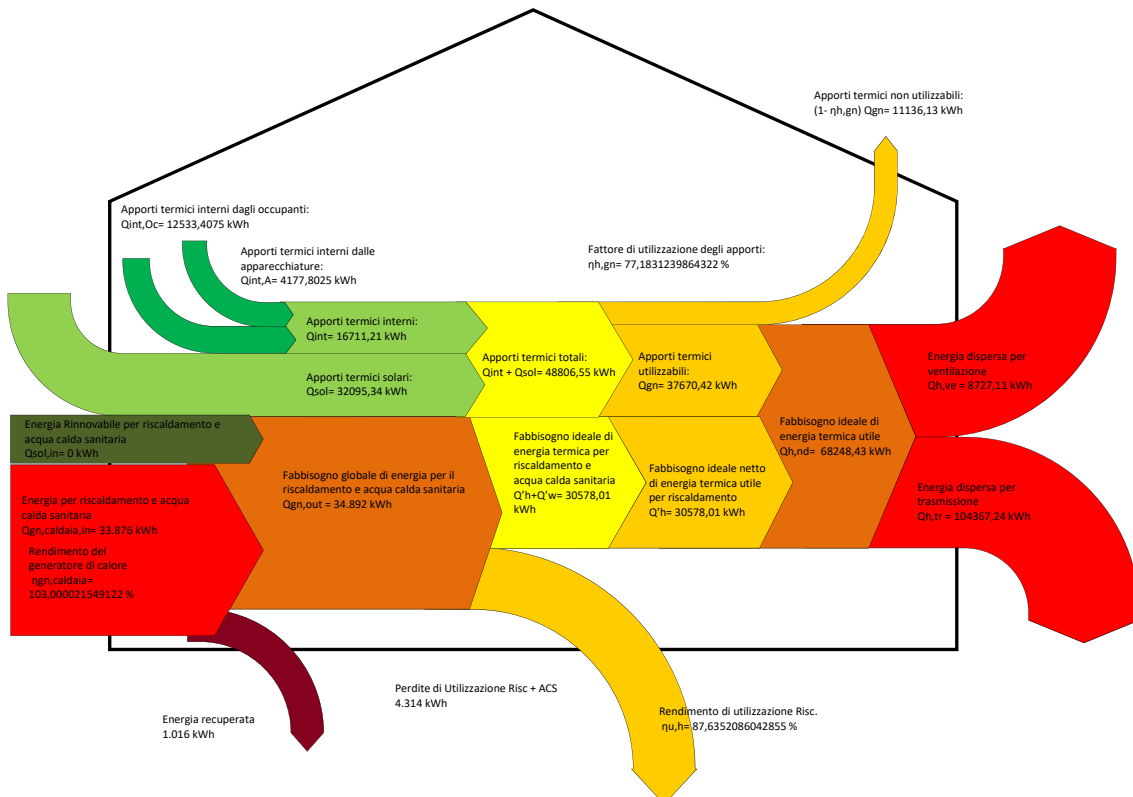 Apporti termici non utilizzabili:
(1- ηh,gn) Qgn= 11136,13 kWh
Apporti termici interni dagli occupanti:
Qint,Oc= 12533,4075 kWh
Apporti termici interni dalle
apparecchiature:
Qint,A= 4177,8025 kWh
Fattore di utilizzazione degli apporti:
ηh,gn= 77,1831239864322 %
Apporti termici interni:
Qint= 16711,21 kWh
Apporti termici totali:
Qint + Qsol= 48806,55 kWh
Apporti termici
utilizzabili:
Qgn= 37670,42 kWh
Energia dispersa per
ventilazione
Qh,ve = 8727,11 kWh
Apporti termici solari:
Qsol= 32095,34 kWh
Energia Rinnovabile per riscaldamento e
acqua calda sanitaria
Qsol,in= 0 kWh
Fabbisogno ideale di
energia termica utile
Qh,nd=  68248,43 kWh
Fabbisogno ideale di
energia termica per
riscaldamento e
acqua calda sanitaria
Q’h+Q’w= 30578,01
kWh
Fabbisogno globale di energia per il
riscaldamento e acqua calda sanitaria
Qgn,out = 34.892 kWh
Fabbisogno ideale netto
di energia termica utile
per riscaldamento
Q’h= 30578,01 kWh
Energia dispersa per
trasmissione
Qh,tr = 104367,24 kWh
Energia per riscaldamento e acqua
calda sanitaria
Qgn,caldaia,in= 33.876 kWh
Rendimento del
generatore di calore
ηgn,caldaia=
103,000021549122 %
Perdite di Utilizzazione Risc + ACS
4.314 kWh
Energia recuperata
1.016 kWh
Rendimento di utilizzazione Risc.
ηu,h= 87,6352086042855 %